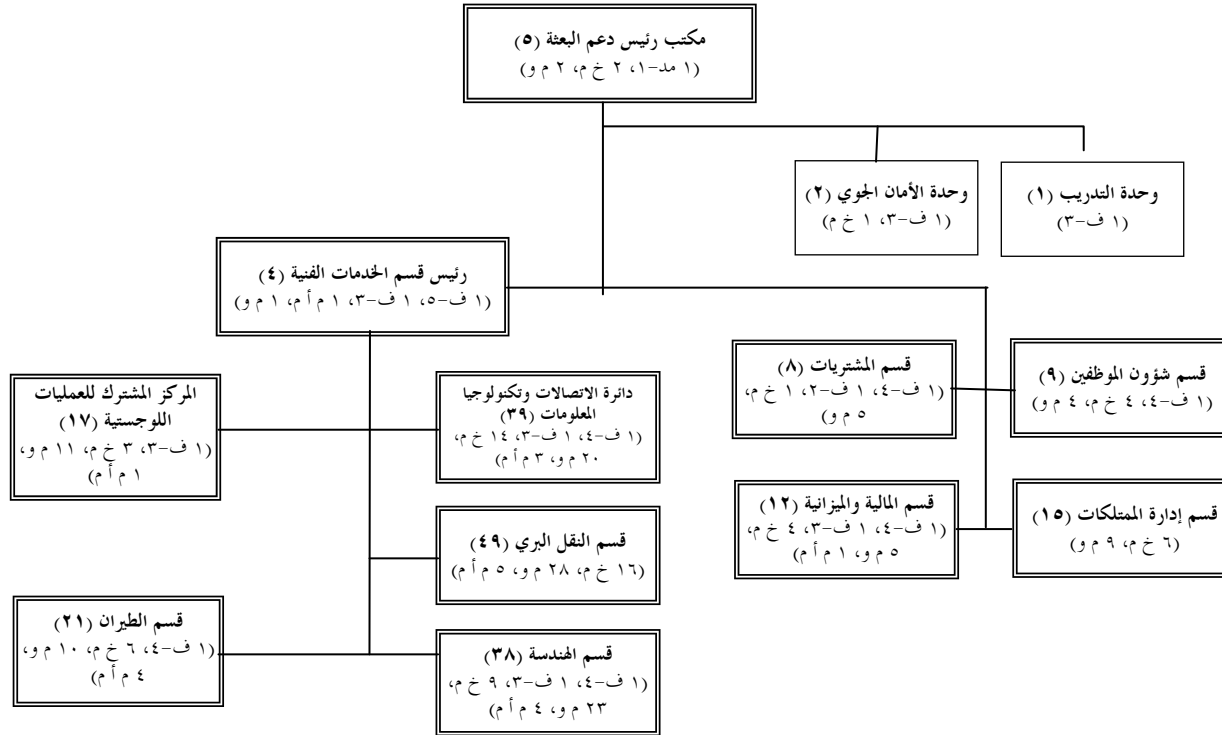 مكتب رئيس دعم البعثة (٥)
(١ مد-١، ٢ خ م، ٢ م و)
وحدة التدريب (١)
(١ ف-٣)
وحدة الأمان الجوي (٢)
(١ ف-٣، ١ خ م)
رئيس قسم الخدمات الفنية (٤)
(١ ف-٥، ١ ف-٣، ١ م أ م، ١ م و)
قسم شؤون الموظفين (٩)
(١ ف-٤، ٤ خ م، ٤ م و)
قسم المشتريات (٨)
(١ ف-٤، ١ ف-٢، ١ خ م،
٥ م و)
دائرة الاتصالات وتكنولوجيا
المعلومات (٣٩)
(١ ف-٤، ١ ف-٣، ١٤ خ م،
٢٠ م و، ٣ م أ م)
المركز المشترك للعمليات
اللوجستية (١٧)
(١ ف-٣، ٣ خ م، ١١ م و،
١ م أ م)
قسم إدارة الممتلكات (١٥)
(٦ خ م، ٩ م و)
قسم المالية والميزانية (١٢)
(١ ف-٤، ١ ف-٣، ٤ خ م،
٥ م و، ١ م أ م)
قسم النقل البري (٤٩)
(١٦ خ م، ٢٨ م و، ٥ م أ م)
قسم الهندسة (٣٨)
(١ ف-٤، ١ ف-٣، ٩ خ م،
٢٣ م و، ٤ م أ م)
قسم الطيران (٢١)
(١ ف-٤، ٦ خ م، ١٠ م و،
٤ م أ م)